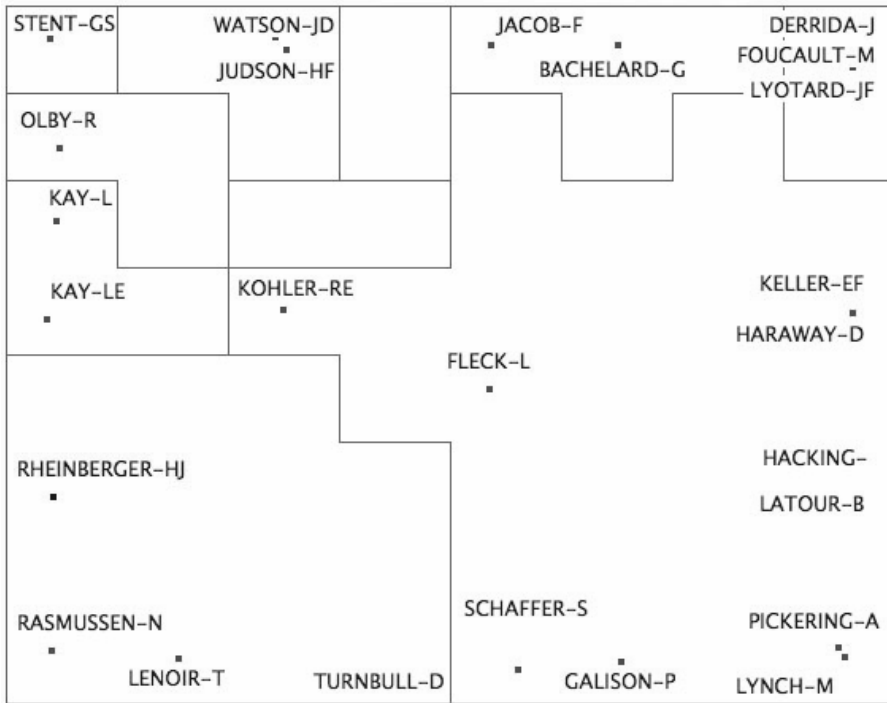 STENT-GS
WATSON-JD
JACOB-F
DERRIDA-J
JUDSON-HF
BACHELARD-G
FOUCAULT-M
LYOTARD-JF
OLBY-R
KAY-L
KAY-LE
KOHLER-RE
KELLER-EF
HARAWAY-D
FLECK-L
RHEINBERGER-HJ
HACKING-
LATOUR-B
RASMUSSEN-N
SCHAFFER-S
PICKERING-A
LENOIR-T
TURNBULL-D
GALISON-P
LYNCH-M